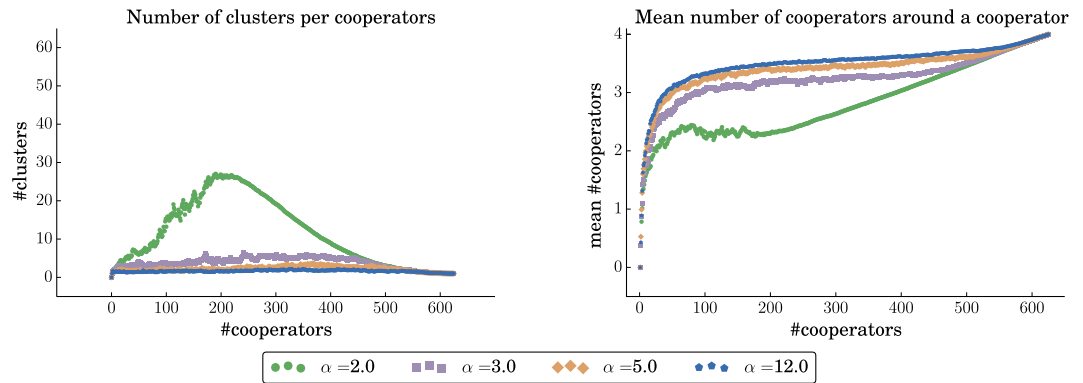 Number of clusters per cooperators
60
50
40
30
20
10
0
#clusters
0 100 200 300 400 500 600
#cooperators
Mean number of cooperators around a cooperator
4
3
2
1
0
mean #cooperators
0 100 200 300 400 500 600
#cooperators
α =2.0 α =3.0 α =5.0 α =12.0